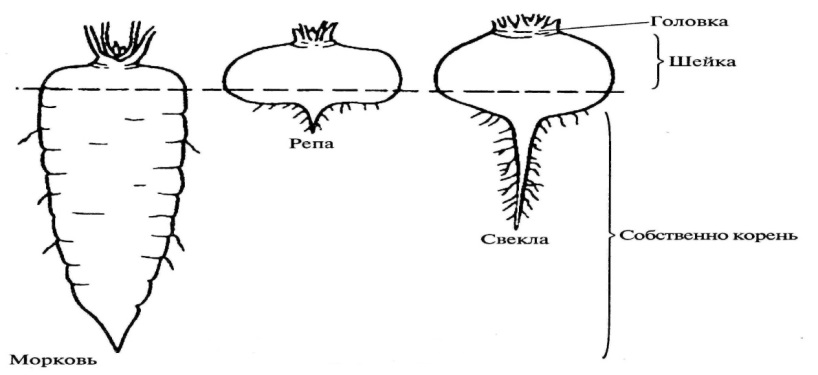 Головка
Шейка
Репа
Свекла
Собственно корень
Морковь